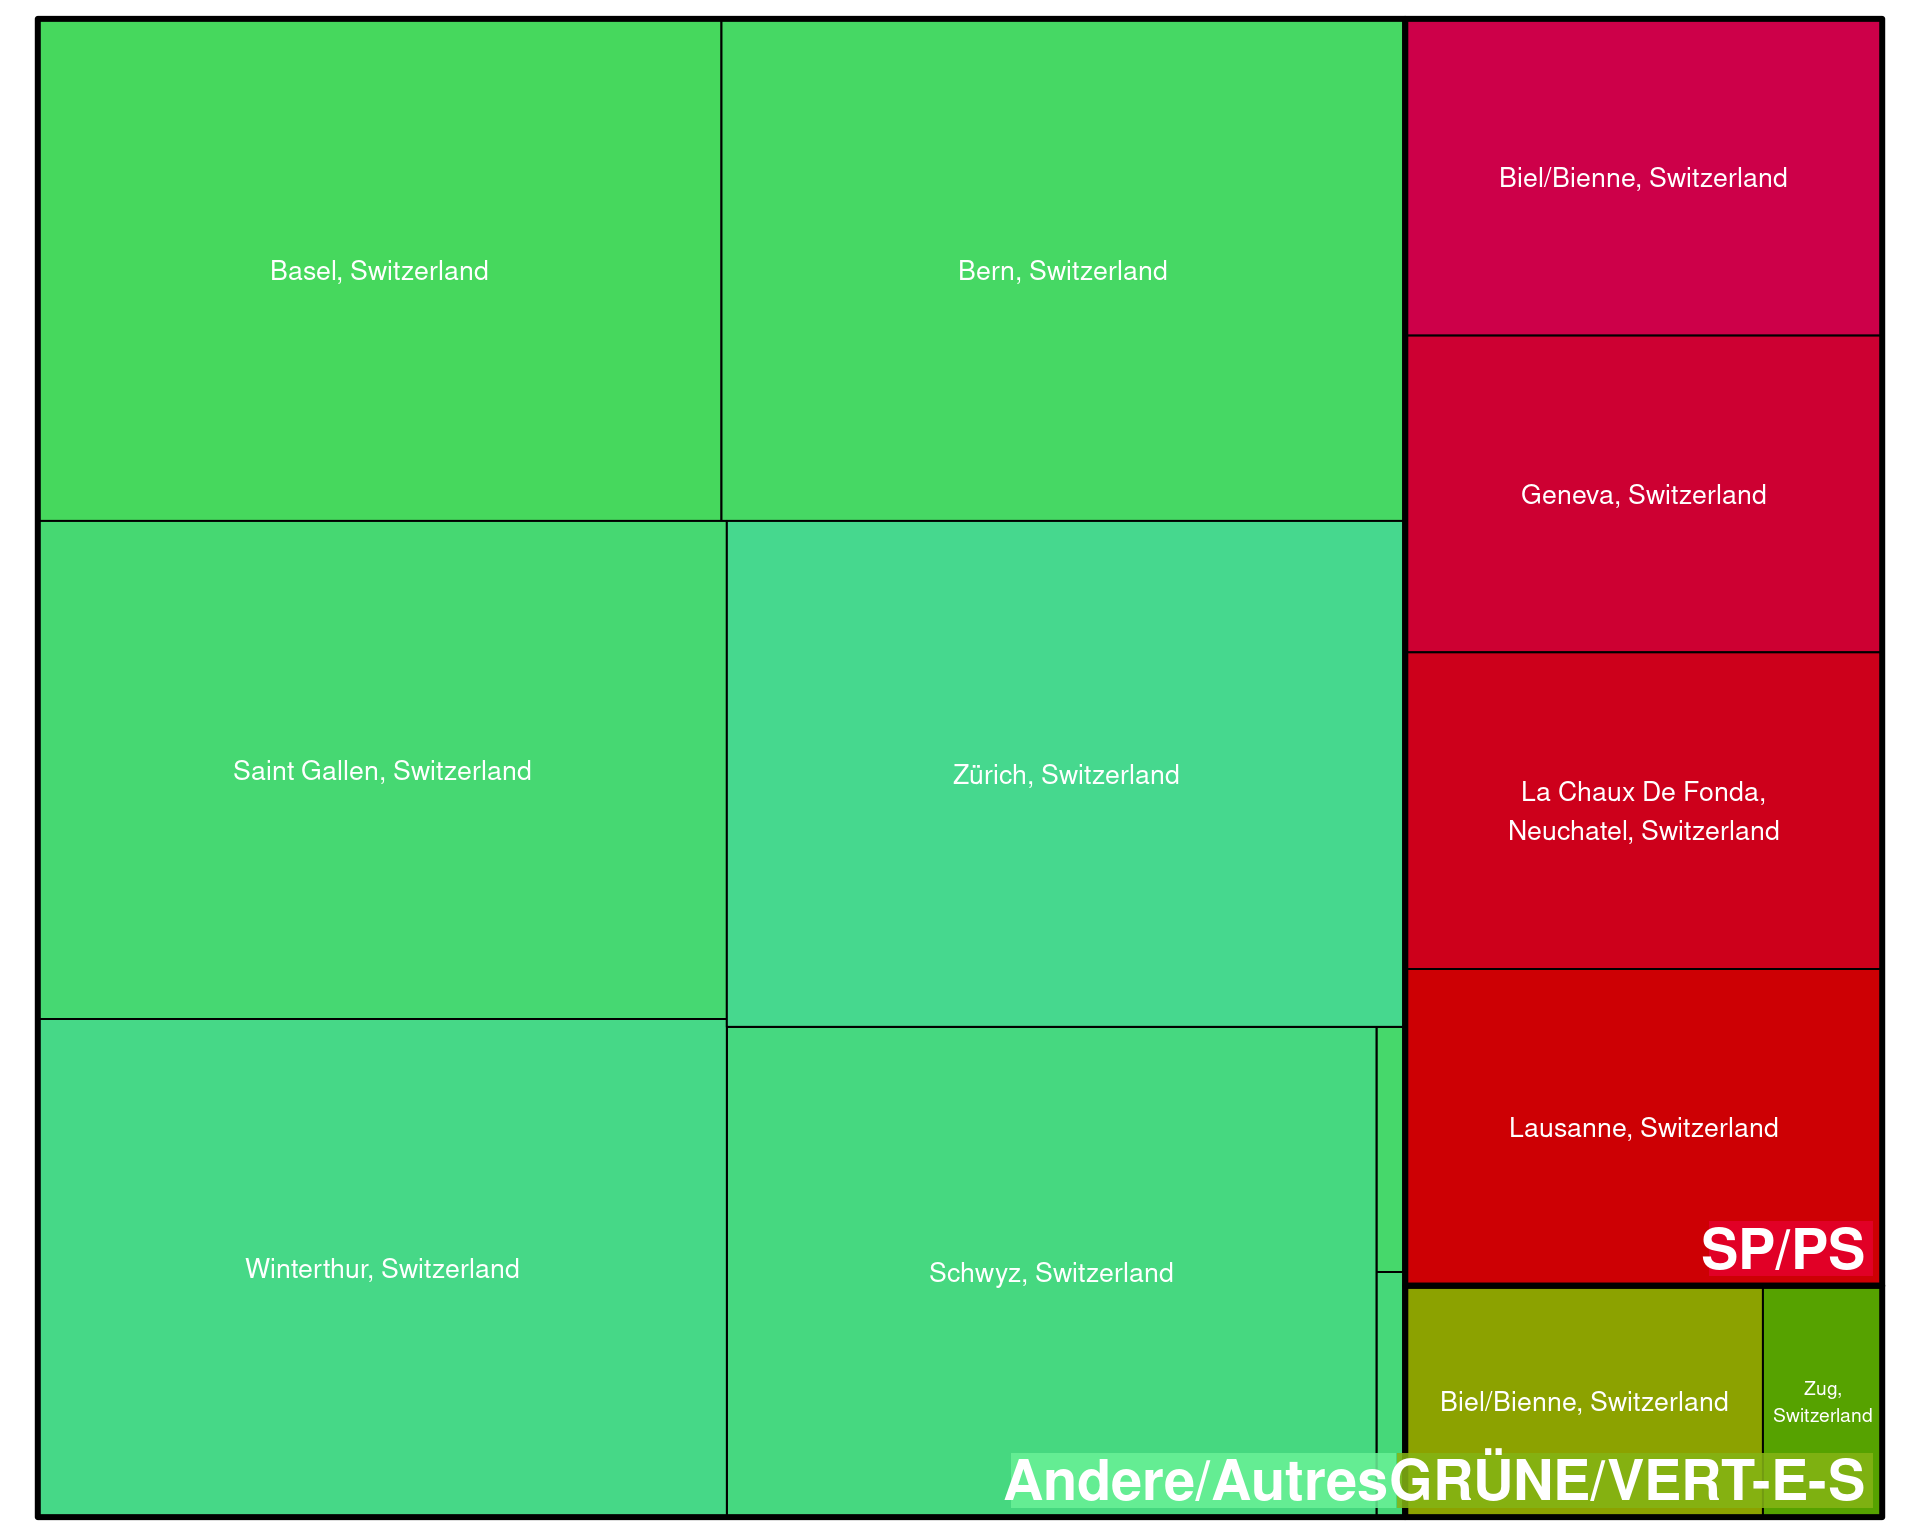 Basel, Switzerland
Bern, Switzerland
Saint Gallen, Switzerland
Zürich, Switzerland
Winterthur, Switzerland
Schwyz, Switzerland
Andere/Autres
Biel/Bienne, Switzerland
Geneva, Switzerland
La Chaux De Fonda,
Neuchatel, Switzerland
Lausanne, Switzerland
SP/PS
Biel/Bienne, Switzerland
Zug,
Switzerland
GRÜNE/VERT-E-S